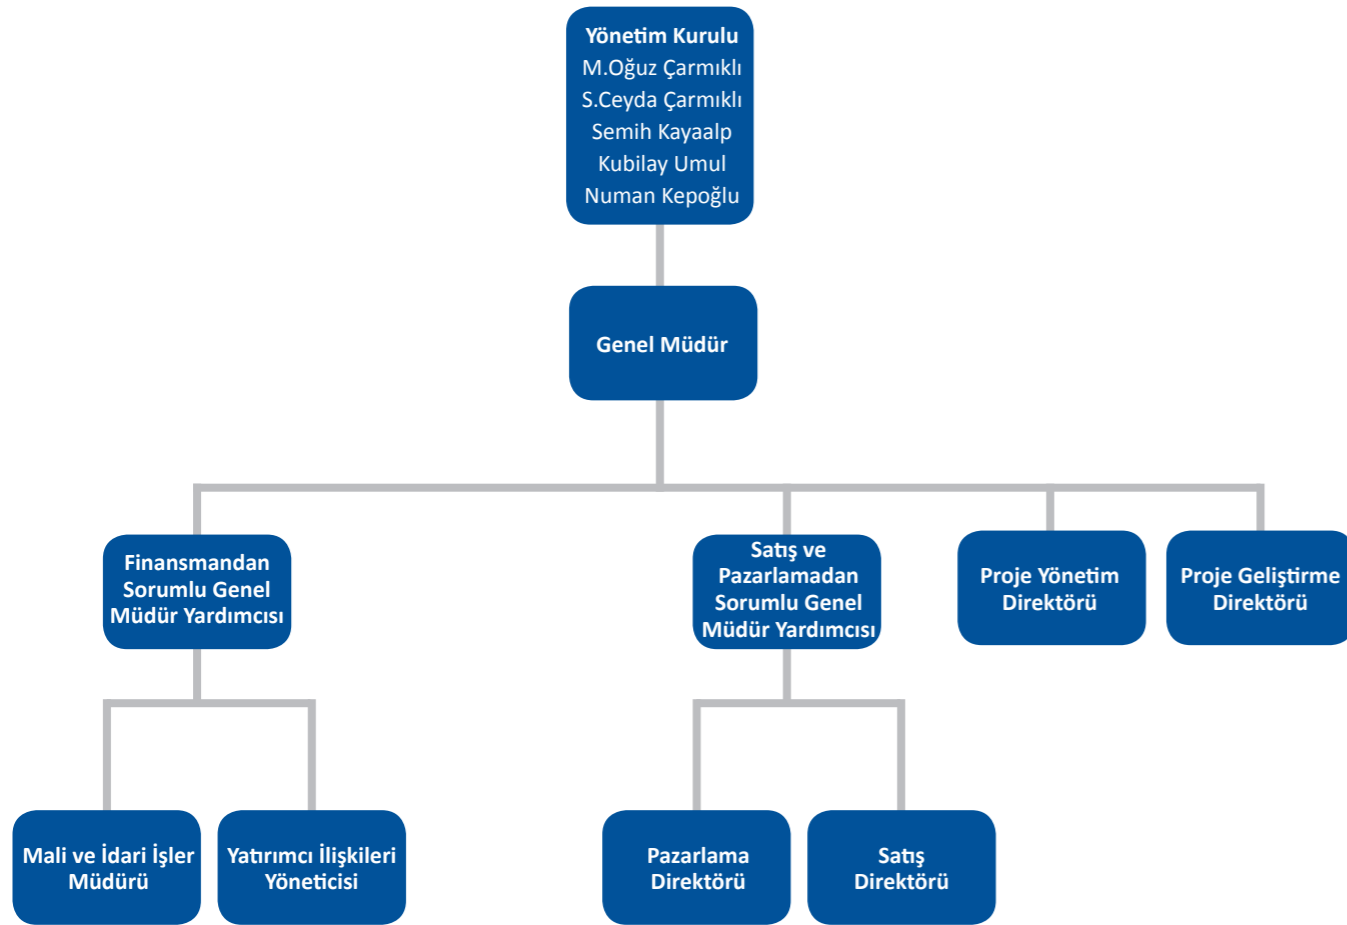 Yönetim Kurulu
M.Oğuz Çarmıklı
S.Ceyda Çarmıklı
Semih Kayaalp
Kubilay Umul
Numan Kepoğlu
Genel Müdür
Finansmandan
Sorumlu Genel
Müdür Yardımcısı
Satış ve
Pazarlamadan
Sorumlu Genel
Müdür Yardımcısı
Proje Yönetim
Direktörü
Proje Geliştirme
Direktörü
Mali ve İdari İşler
Müdürü
Yatırımcı İlişkileri
Yöneticisi
Pazarlama
Direktörü
Satış
Direktörü